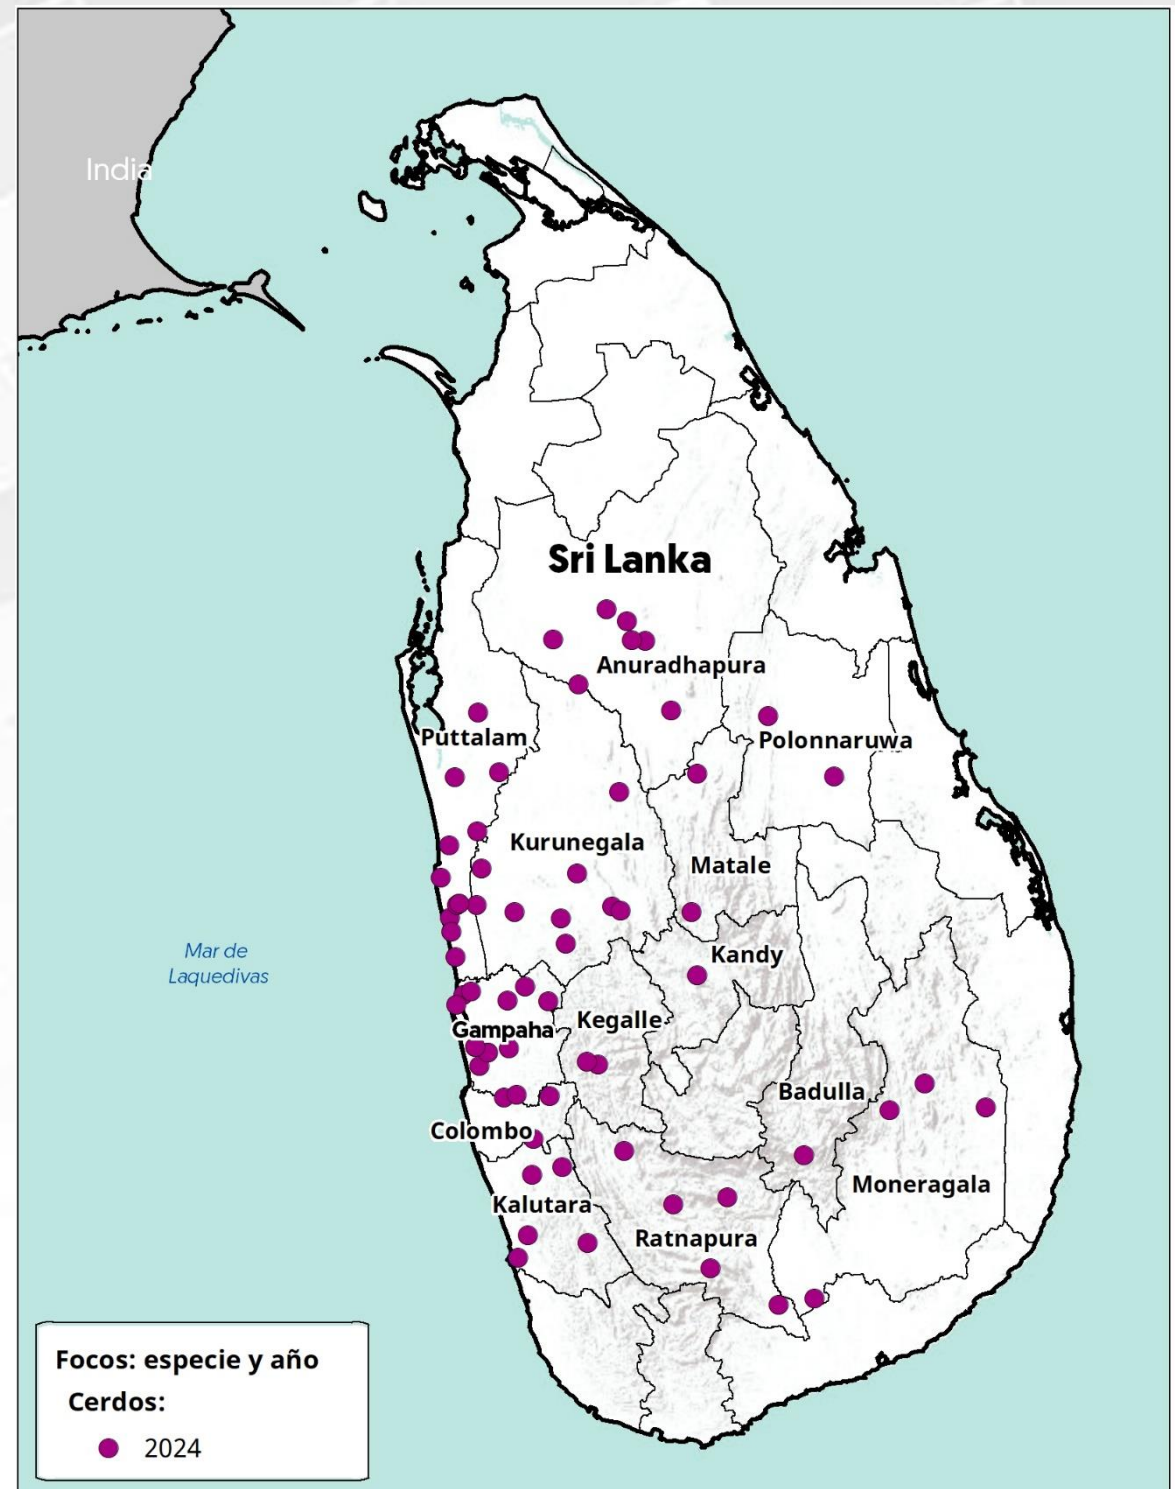 India
Sri Lanka
Anuradhapura
Puttalam
Polonnaruwa
Kurunegala
Matale
Mar de
Laquedivas
Kandy
Kegalle
Gampaha
Badulla
Colombo
Moneragala
Kalutara
Ratnapura
Focos: especie y año
Cerdos:
2024